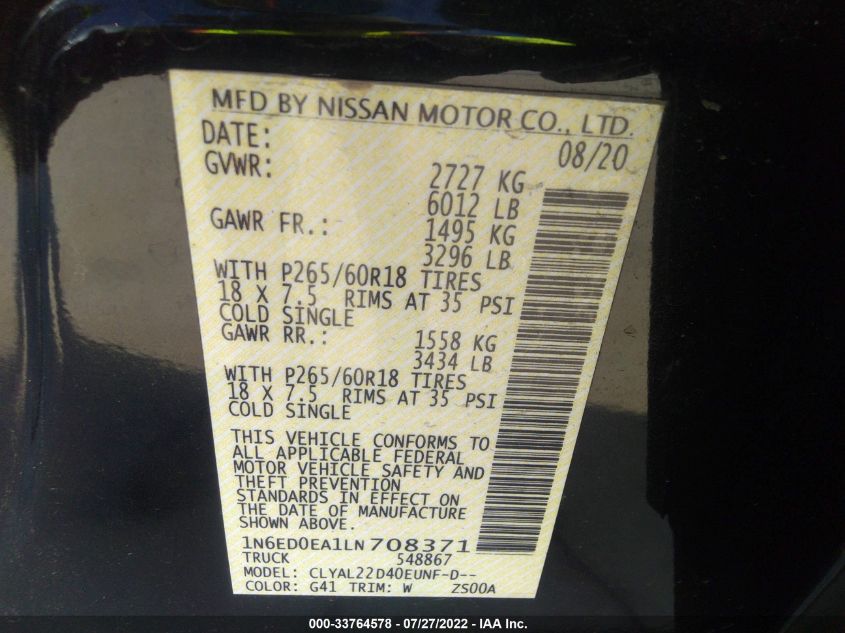 MFD BY NISSAN MOTOR CO., LTD.
DATE: 08/20
GVWR: 2727 KG
6012 LB
GAWR FR.: 1495 KG
3296 LB
WITH P265/60R18 TIRES
18 X 7.5 RIMS AT 35 PSI
COLD SINGLE
GAWR RR.: 1558 KG
3434 LB
WITH P265/60R18 TIRES
18 X 7.5 RIMS AT 35 PSI
COLD SINGLE
THIS VEHICLE CONFORMS TO
ALL APPLICABLE FEDERAL
MOTOR VEHICLE SAFETY AND
THEFT PREVENTION
STANDARDS IN EFFECT ON
THE DATE OF MANUFACTURE
SHOWN ABOVE.
1N6ED0EA1LN708371
TRUCK 548867
MODEL: CLYAL22D40EUNF-D--
COLOR: G41 TRIM: W ZS00A
000-33764578 / 07/27/2022 - IAA Inc.